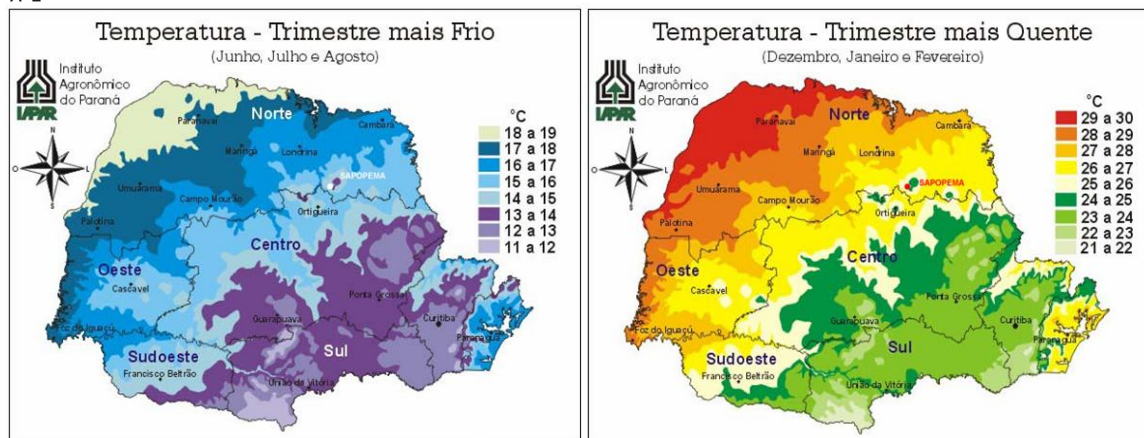 Temperatura - Trimestre mais Frio
(Junho, Julho e Agosto)
Instituto
Agronômico
do Paraná
IAPAR
N
O
L
S
°C
18 a 19
17 a 18
16 a 17
15 a 16
14 a 15
13 a 14
12 a 13
11 a 12
Norte
Paranavaí
Cambará
Maringá
Londrina
SAPOPEMA
Umuarama
Campo Mourão
Ortigueira
Palotina
Centro
Oeste
Cascavel
Ponta Grossa
Guarapuava
Curitiba
Foz do Iguaçú
Paranaguá
Sudoeste
Sul
Francisco Beltrão
União da Vitória
Temperatura - Trimestre mais Quente
(Dezembro, Janeiro e Fevereiro)
Instituto
Agronômico
do Paraná
IAPAR
N
O
L
S
°C
29 a 30
28 a 29
27 a 28
26 a 27
25 a 26
24 a 25
23 a 24
22 a 23
21 a 22
Norte
Paranavaí
Cambará
Maringá
Londrina
SAPOPEMA
Umuarama
Campo Mourão
Ortigueira
Palotina
Centro
Oeste
Cascavel
Ponta Grossa
Guarapuava
Curitiba
Foz do Iguaçú
Paranaguá
Sudoeste
Sul
Francisco Beltrão
União da Vitória